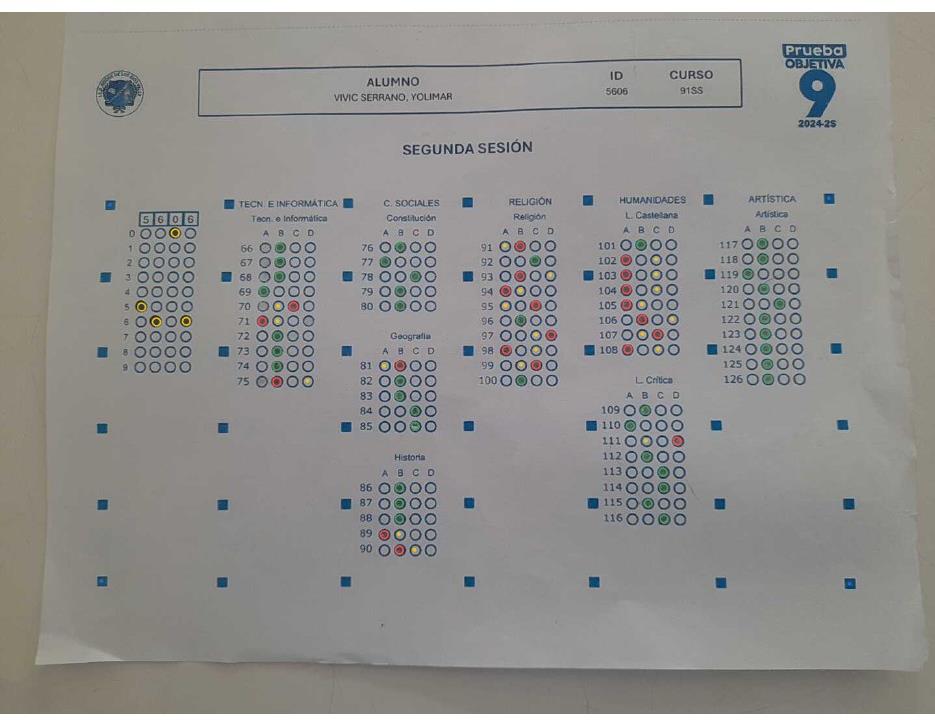 Prueba
OBJETIVA
9
2024-2S
ALUMNO
VIVIC SERRANO, YOLIMAR
ID
5606
CURSO
91SS
SEGUNDA SESIÓN
5 6 0 6
0
1
2
3
4
5
6
7
8
9
TECN. E INFORMÁTICA
Tecn. e Informática
A B C D
66
67
68
69
70
71
72
73
74
75
C. SOCIALES
Constitución
A B C D
76
77
78
79
80
Geografia
A B C D
81
82
83
84
85
Historia
A B C D
86
87
88
89
90
RELIGIÓN
Religión
A B C D
91
92
93
94
95
96
97
98
99
100
HUMANIDADES
L. Castellana
A B C D
101
102
103
104
105
106
107
108
L. Crítica
A B C D
109
110
111
112
113
114
115
116
ARTÍSTICA
Artística
A B C D
117
118
119
120
121
122
123
124
125
126